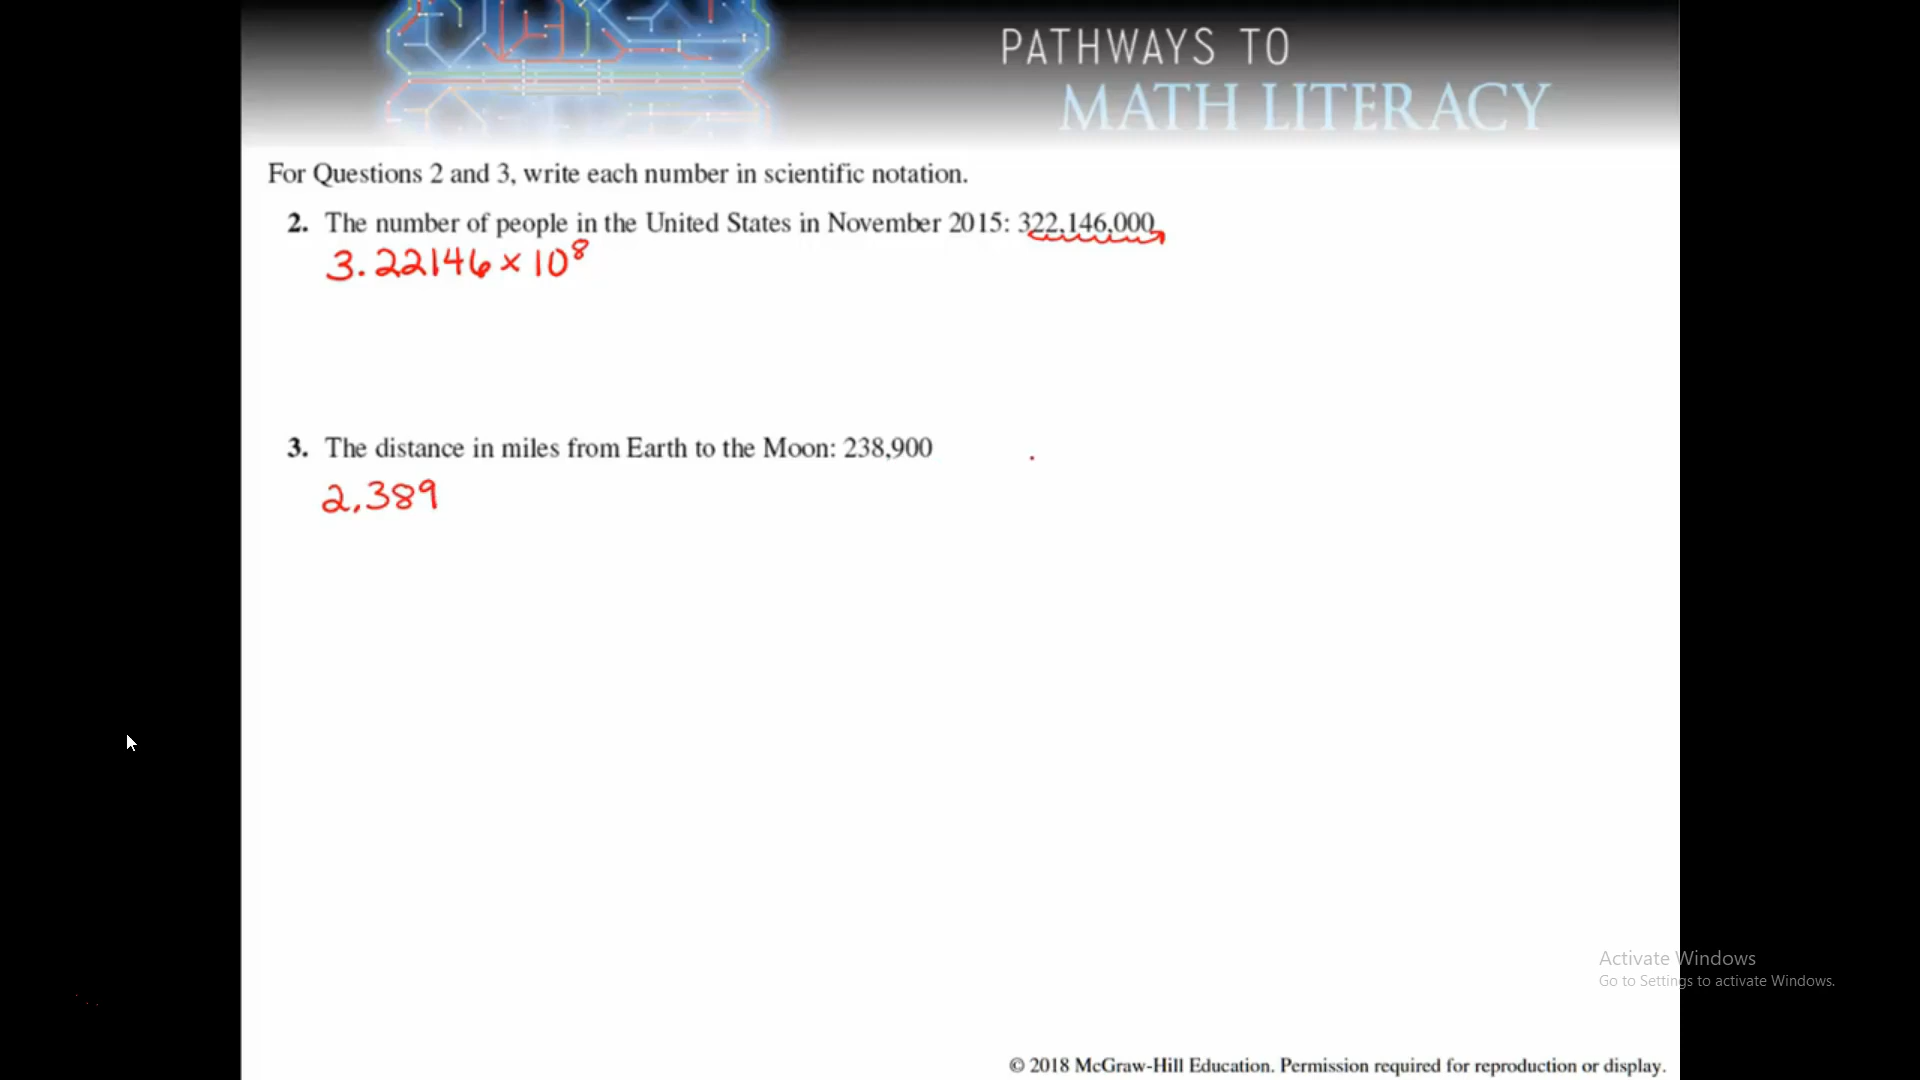 PATHWAYS TO
MATH LITERACY
For Questions 2 and 3, write each number in scientific notation.
2. The number of people in the United States in November 2015: 322,146,000
3.22146 × 10⁸
3. The distance in miles from Earth to the Moon: 238,900
2,389
Activate Windows
Go to Settings to activate Windows.
© 2018 McGraw-Hill Education. Permission required for reproduction or display.